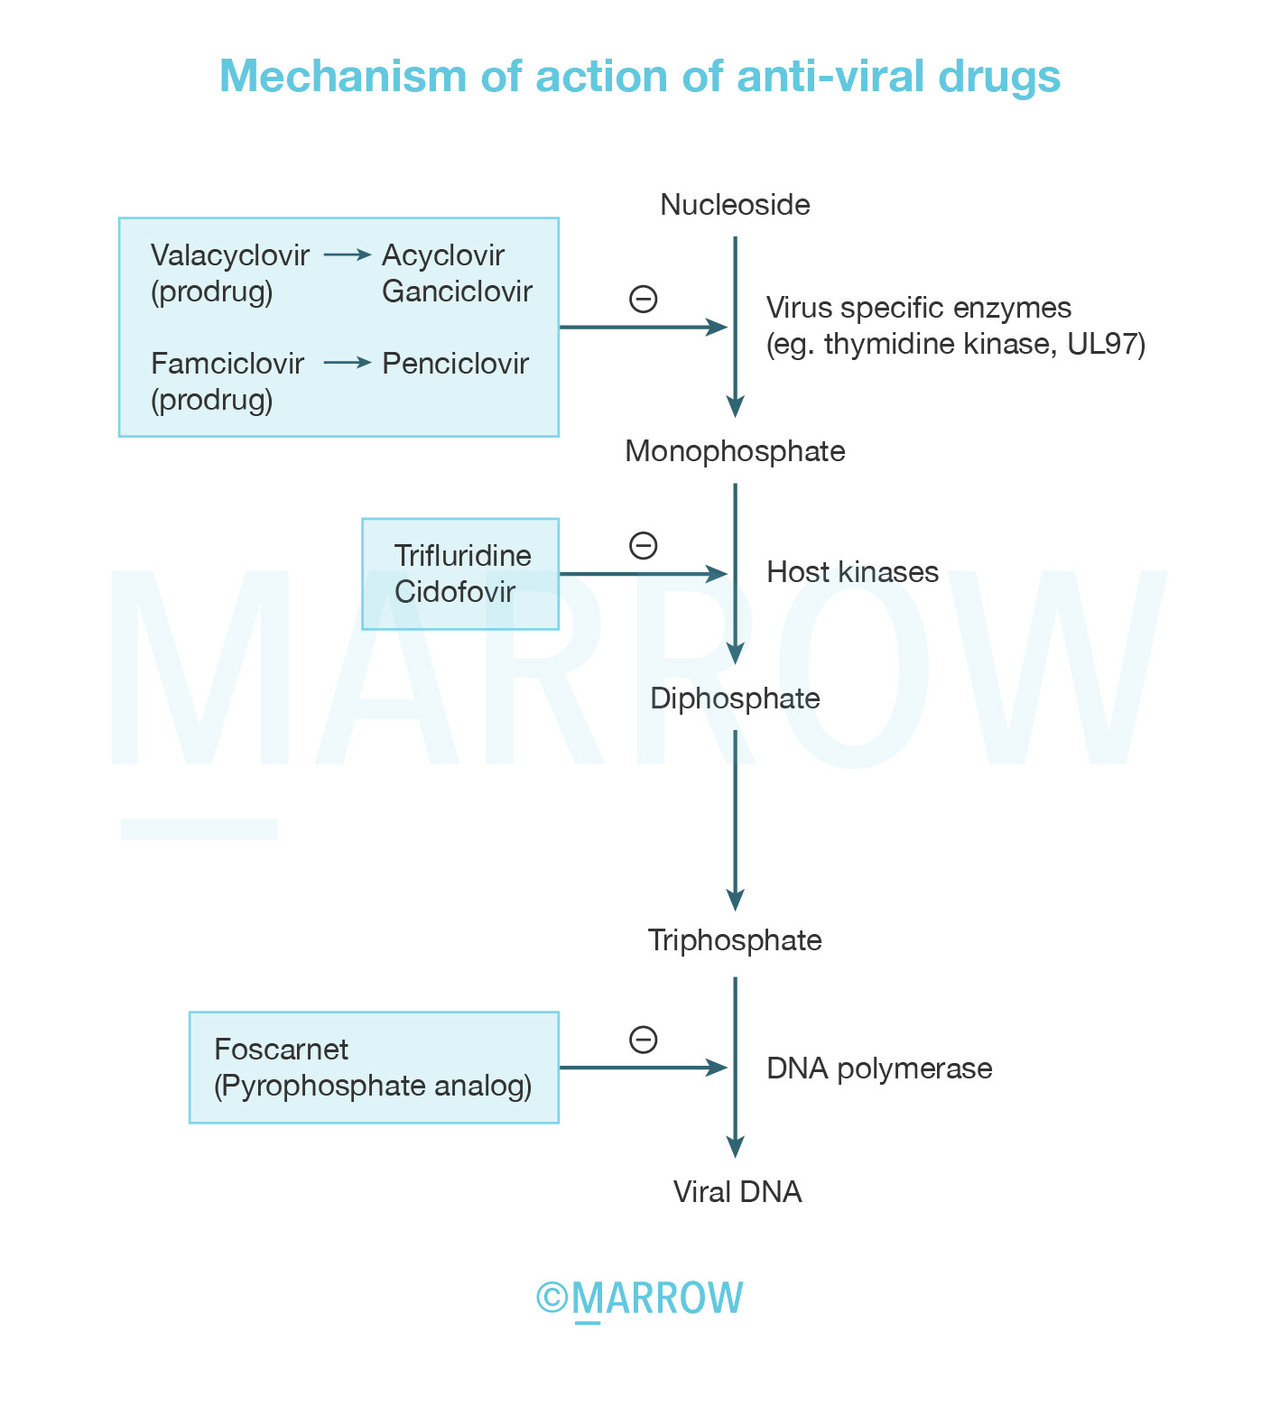 Mechanism of action of anti-viral drugs
Nucleoside
Valacyclovir → Acyclovir
(prodrug) Ganciclovir
Famciclovir → Penciclovir
(prodrug)
⊖
Virus specific enzymes
(eg. thymidine kinase, UL97)
Monophosphate
Trifluridine
Cidofovir
⊖
Host kinases
MARROW
Diphosphate
Triphosphate
Foscarnet
(Pyrophosphate analog)
⊖
DNA polymerase
Viral DNA
©MARROW